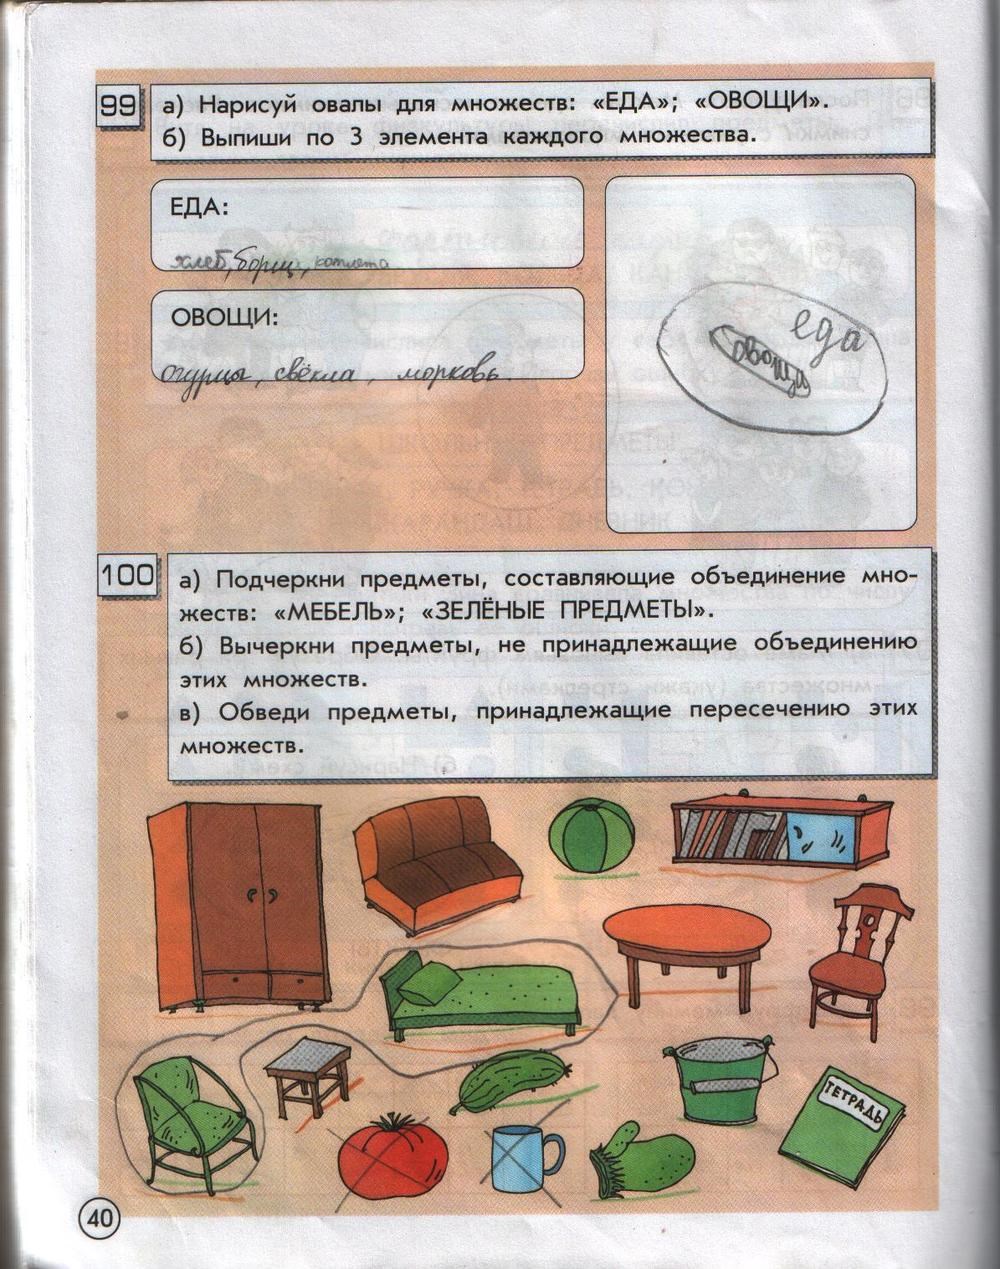 99
а) Нарисуй овалы для множеств: «ЕДА»; «ОВОЩИ».
б) Выпиши по 3 элемента каждого множества.
ЕДА:
хлеб, борщ, котлета
ОВОЩИ:
огурцы, свёкла, морковь.
еда
овощи
100
а) Подчеркни предметы, составляющие объединение мно-
жеств: «МЕБЕЛЬ»; «ЗЕЛЁНЫЕ ПРЕДМЕТЫ».
б) Вычеркни предметы, не принадлежащие объединению
этих множеств.
в) Обведи предметы, принадлежащие пересечению этих
множеств.
ТЕТРАДЬ
40